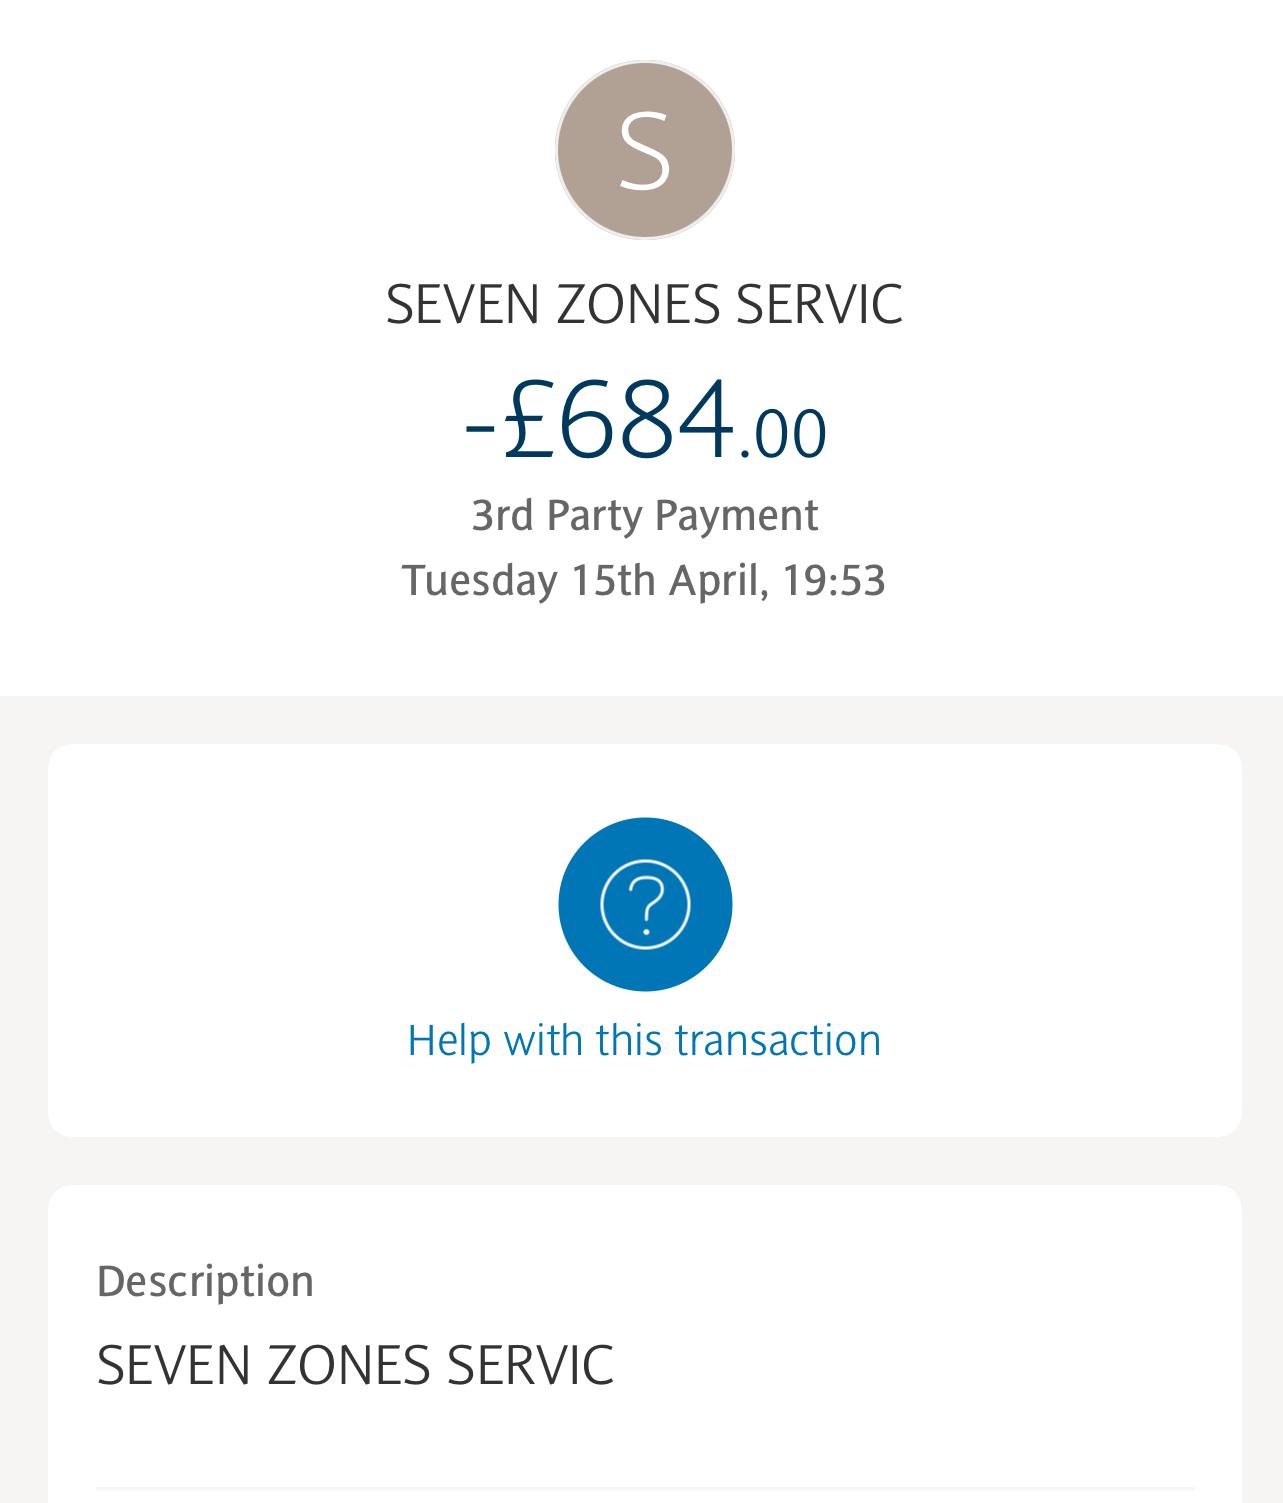 S
SEVEN ZONES SERVIC
-£684.00
3rd Party Payment
Tuesday 15th April, 19:53
?
Help with this transaction
Description
SEVEN ZONES SERVIC